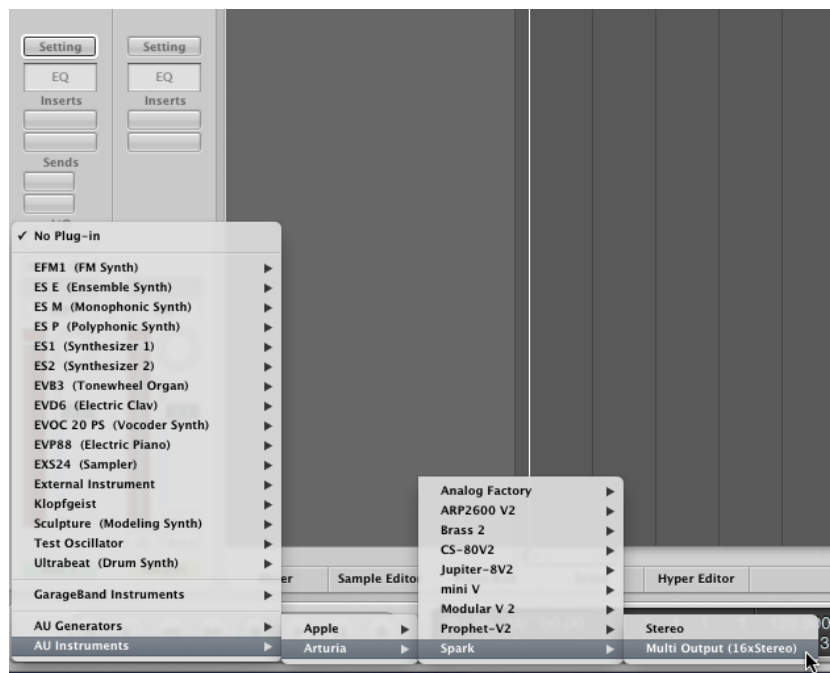 Setting
Setting
EQ
EQ
Inserts
Inserts
Sends
✓ No Plug-in
EFM1 (FM Synth)
ES E (Ensemble Synth)
ES M (Monophonic Synth)
ES P (Polyphonic Synth)
ES1 (Synthesizer 1)
ES2 (Synthesizer 2)
EVB3 (Tonewheel Organ)
EVD6 (Electric Clav)
EVOC 20 PS (Vocoder Synth)
EVP88 (Electric Piano)
EXS24 (Sampler)
External Instrument
Klopfgeist
Sculpture (Modeling Synth)
Test Oscillator
Ultrabeat (Drum Synth)
GarageBand Instruments
AU Generators
AU Instruments
Apple
Arturia
Analog Factory
ARP2600 V2
Brass 2
CS-80V2
Jupiter-8V2
mini V
Modular V 2
Prophet-V2
Spark
Stereo
Multi Output (16xStereo)
Sample Editor
Hyper Editor